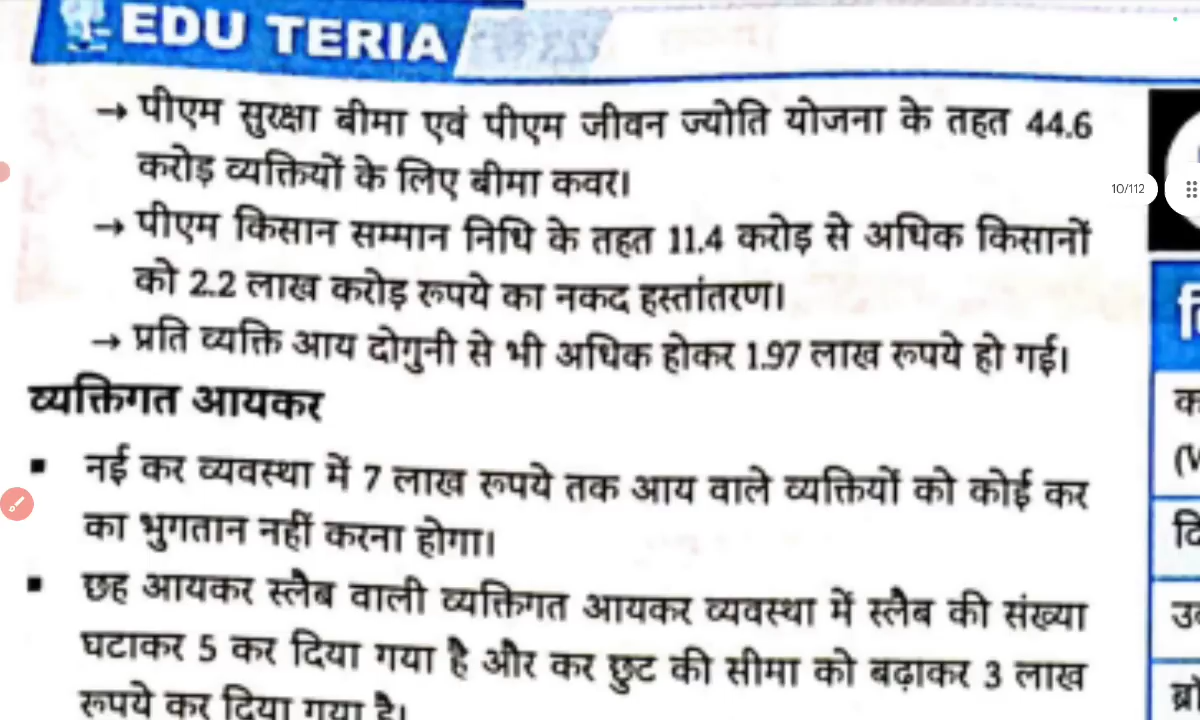 EDU TERIA
→ पीएम सुरक्षा बीमा एवं पीएम जीवन ज्योति योजना के तहत 44.6
करोड़ व्यक्तियों के लिए बीमा कवर।
10/112
→ पीएम किसान सम्मान निधि के तहत 11.4 करोड़ से अधिक किसानों
को 2.2 लाख करोड़ रूपये का नकद हस्तांतरण।
→ प्रति व्यक्ति आय दोगुनी से भी अधिक होकर 1.97 लाख रूपये हो गई।
व्यक्तिगत आयकर
▪ नई कर व्यवस्था में 7 लाख रूपये तक आय वाले व्यक्तियों को कोई कर
का भुगतान नहीं करना होगा।
▪ छह आयकर स्लैब वाली व्यक्तिगत आयकर व्यवस्था में स्लैब की संख्या
घटाकर 5 कर दिया गया है और कर छुट की सीमा को बढ़ाकर 3 लाख
रूपये कर दिया गया है।